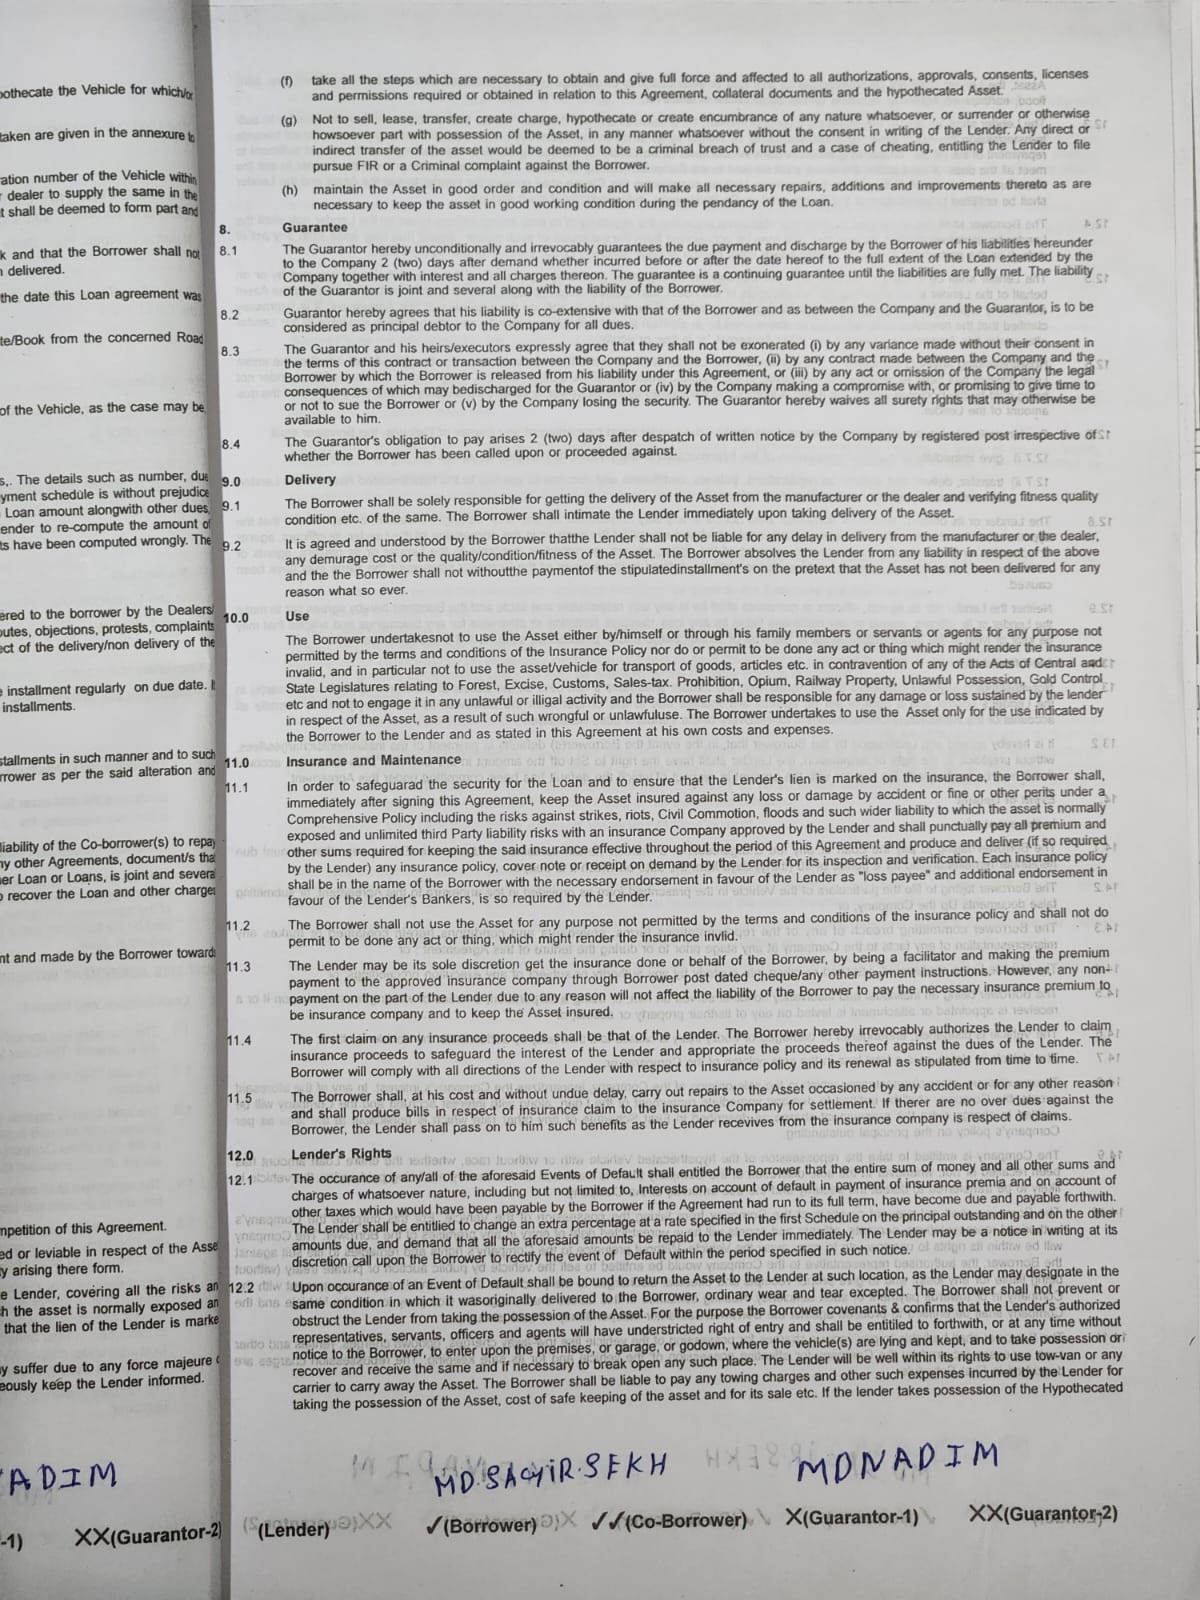 pothecate the Vehicle for which/or
taken are given in the annexure to
ation number of the Vehicle within
dealer to supply the same in the
t shall be deemed to form part and
k and that the Borrower shall not
delivered.
the date this Loan agreement was
te/Book from the concerned Road
of the Vehicle, as the case may be,
s,. The details such as number, due
yment schedule is without prejudice
Loan amount alongwith other dues,
ender to re-compute the amount of
ts have been computed wrongly. The
ered to the borrower by the Dealers/
outes, objections, protests, complaints
ect of the delivery/non delivery of the
installment regularly on due date. It
installments.
stallments in such manner and to such
rrower as per the said alteration and
liability of the Co-borrower(s) to repay
ny other Agreements, document/s that
er Loan or Loans, is joint and several
o recover the Loan and other charges
nt and made by the Borrower towards
mpetition of this Agreement.
ed or leviable in respect of the Asse
y arising there form.
e Lender, covering all the risks an
h the asset is normally exposed an
that the lien of the Lender is marke
y suffer due to any force majeure
eously keep the Lender informed.
ADIM
-1) XX(Guarantor-2)
(f) take all the steps which are necessary to obtain and give full force and affected to all authorizations, approvals, consents, licenses
and permissions required or obtained in relation to this Agreement, collateral documents and the hypothecated Asset.
(g) Not to sell, lease, transfer, create charge, hypothecate or create encumbrance of any nature whatsoever, or surrender or otherwise
howsoever part with possession of the Asset, in any manner whatsoever without the consent in writing of the Lender. Any direct or
indirect transfer of the asset would be deemed to be a criminal breach of trust and a case of cheating, entitling the Lender to file
pursue FIR or a Criminal complaint against the Borrower.
(h) maintain the Asset in good order and condition and will make all necessary repairs, additions and improvements thereto as are
necessary to keep the asset in good working condition during the pendancy of the Loan.
8. Guarantee
8.1 The Guarantor hereby unconditionally and irrevocably guarantees the due payment and discharge by the Borrower of his liabilities hereunder
to the Company 2 (two) days after demand whether incurred before or after the date hereof to the full extent of the Loan extended by the
Company together with interest and all charges thereon. The guarantee is a continuing guarantee until the liabilities are fully met. The liability
of the Guarantor is joint and several along with the liability of the Borrower.
8.2 Guarantor hereby agrees that his liability is co-extensive with that of the Borrower and as between the Company and the Guarantor, is to be
considered as principal debtor to the Company for all dues.
8.3 The Guarantor and his heirs/executors expressly agree that they shall not be exonerated (i) by any variance made without their consent in
the terms of this contract or transaction between the Company and the Borrower, (ii) by any contract made between the Company and the
Borrower by which the Borrower is released from his liability under this Agreement, or (iii) by any act or omission of the Company the legal
consequences of which may bedischarged for the Guarantor or (iv) by the Company making a compromise with, or promising to give time to
or not to sue the Borrower or (v) by the Company losing the security. The Guarantor hereby waives all surety rights that may otherwise be
available to him.
8.4 The Guarantor's obligation to pay arises 2 (two) days after despatch of written notice by the Company by registered post irrespective of
whether the Borrower has been called upon or proceeded against.
9.0 Delivery
9.1 The Borrower shall be solely responsible for getting the delivery of the Asset from the manufacturer or the dealer and verifying fitness quality
condition etc. of the same. The Borrower shall intimate the Lender immediately upon taking delivery of the Asset.
9.2 It is agreed and understood by the Borrower thatthe Lender shall not be liable for any delay in delivery from the manufacturer or the dealer,
any demurage cost or the quality/condition/fitness of the Asset. The Borrower absolves the Lender from any liability in respect of the above
and the the Borrower shall not withoutthe paymentof the stipulatedinstallment's on the pretext that the Asset has not been delivered for any
reason what so ever.
10.0 Use
The Borrower undertakesnot to use the Asset either by/himself or through his family members or servants or agents for any purpose not
permitted by the terms and conditions of the Insurance Policy nor do or permit to be done any act or thing which might render the insurance
invalid, and in particular not to use the asset/vehicle for transport of goods, articles etc. in contravention of any of the Acts of Central and
State Legislatures relating to Forest, Excise, Customs, Sales-tax. Prohibition, Opium, Railway Property, Unlawful Possession, Gold Control
etc and not to engage it in any unlawful or illigal activity and the Borrower shall be responsible for any damage or loss sustained by the lender
in respect of the Asset, as a result of such wrongful or unlawfuluse. The Borrower undertakes to use the Asset only for the use indicated by
the Borrower to the Lender and as stated in this Agreement at his own costs and expenses.
11.0 Insurance and Maintenance
11.1 In order to safeguarad the security for the Loan and to ensure that the Lender's lien is marked on the insurance, the Borrower shall,
immediately after signing this Agreement, keep the Asset insured against any loss or damage by accident or fine or other perits under a
Comprehensive Policy including the risks against strikes, riots, Civil Commotion, floods and such wider liability to which the asset is normally
exposed and unlimited third Party liability risks with an insurance Company approved by the Lender and shall punctually pay all premium and
other sums required for keeping the said insurance effective throughout the period of this Agreement and produce and deliver (if so required
by the Lender) any insurance policy, cover note or receipt on demand by the Lender for its inspection and verification. Each insurance policy
shall be in the name of the Borrower with the necessary endorsement in favour of the Lender as "loss payee" and additional endorsement in
favour of the Lender's Bankers, is so required by the Lender.
11.2 The Borrower shall not use the Asset for any purpose not permitted by the terms and conditions of the insurance policy and shall not do
permit to be done any act or thing, which might render the insurance invlid.
11.3 The Lender may be its sole discretion get the insurance done or behalf of the Borrower, by being a facilitator and making the premium
payment to the approved insurance company through Borrower post dated cheque/any other payment instructions. However, any non-
payment on the part of the Lender due to any reason will not affect the liability of the Borrower to pay the necessary insurance premium to
be insurance company and to keep the Asset insured.
11.4 The first claim on any insurance proceeds shall be that of the Lender. The Borrower hereby irrevocably authorizes the Lender to claim
insurance proceeds to safeguard the interest of the Lender and appropriate the proceeds thereof against the dues of the Lender. The
Borrower will comply with all directions of the Lender with respect to insurance policy and its renewal as stipulated from time to time.
11.5 The Borrower shall, at his cost and without undue delay, carry out repairs to the Asset occasioned by any accident or for any other reason
and shall produce bills in respect of insurance claim to the insurance Company for settlement. If therer are no over dues against the
Borrower, the Lender shall pass on to him such benefits as the Lender recevives from the insurance company is respect of claims.
12.0 Lender's Rights
12.1 The occurance of any/all of the aforesaid Events of Default shall entitled the Borrower that the entire sum of money and all other sums and
charges of whatsoever nature, including but not limited to, Interests on account of default in payment of insurance premia and on account of
other taxes which would have been payable by the Borrower if the Agreement had run to its full term, have become due and payable forthwith.
The Lender shall be entitlied to change an extra percentage at a rate specified in the first Schedule on the principal outstanding and on the other
amounts due, and demand that all the aforesaid amounts be repaid to the Lender immediately. The Lender may be a notice in writing at its
discretion call upon the Borrower to rectify the event of Default within the period specified in such notice.
12.2 Upon occurance of an Event of Default shall be bound to return the Asset to the Lender at such location, as the Lender may designate in the
same condition in which it wasoriginally delivered to the Borrower, ordinary wear and tear excepted. The Borrower shall not prevent or
obstruct the Lender from taking the possession of the Asset. For the purpose the Borrower covenants & confirms that the Lender's authorized
representatives, servants, officers and agents will have understricted right of entry and shall be entitiled to forthwith, or at any time without
notice to the Borrower, to enter upon the premises, or garage, or godown, where the vehicle(s) are lying and kept, and to take possession or
recover and receive the same and if necessary to break open any such place. The Lender will be well within its rights to use tow-van or any
carrier to carry away the Asset. The Borrower shall be liable to pay any towing charges and other such expenses incurred by the Lender for
taking the possession of the Asset, cost of safe keeping of the asset and for its sale etc. If the lender takes possession of the Hypothecated
MD.SAGIR.SEKH MDNADIM
(Lender) ✓(Borrower) ✓✓(Co-Borrower) X(Guarantor-1) XX(Guarantor-2)